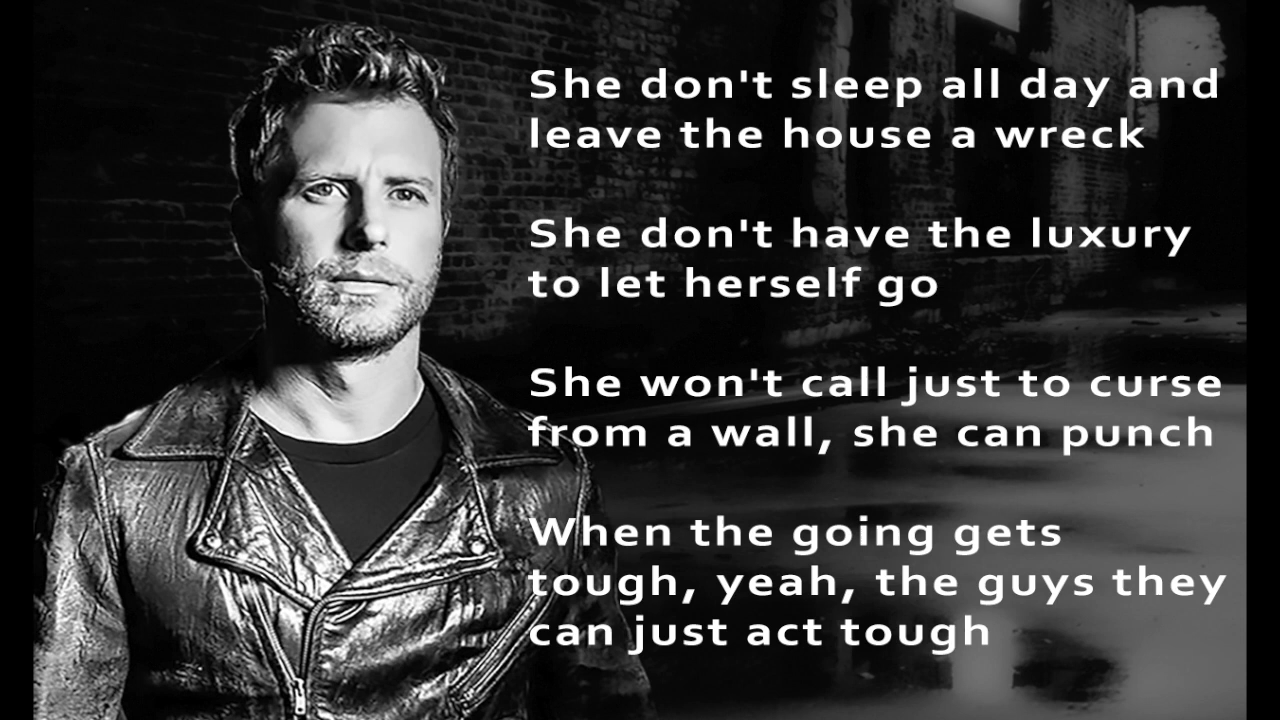 She don't sleep all day and
leave the house a wreck
She don't have the luxury
to let herself go
She won't call just to curse
from a wall, she can punch
When the going gets
tough, yeah, the guys they
can just act tough